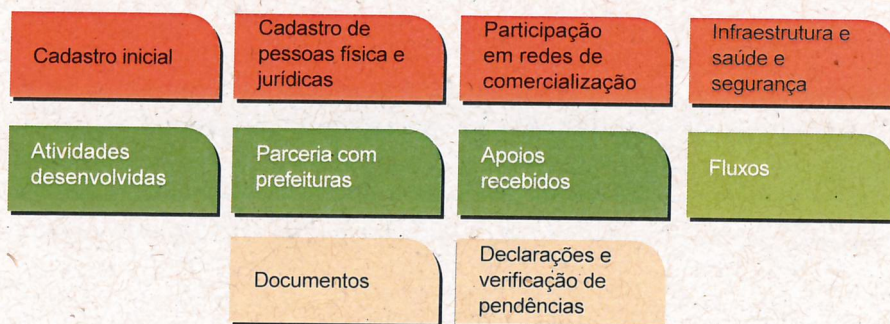 Cadastro inicial
Cadastro de
pessoas física e
jurídicas
Participação
em redes de
comercialização
Infraestrutura e
saúde e
segurança
Atividades
desenvolvidas
Parceria com
prefeituras
Apoios
recebidos
Fluxos
Documentos
Declarações e
verificação de
pendências